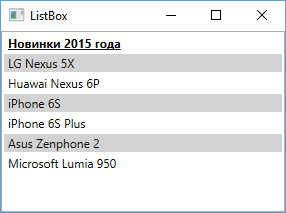 ListBox
Новинки 2015 года
LG Nexus 5X
Huawai Nexus 6P
iPhone 6S
iPhone 6S Plus
Asus Zenphone 2
Microsoft Lumia 950